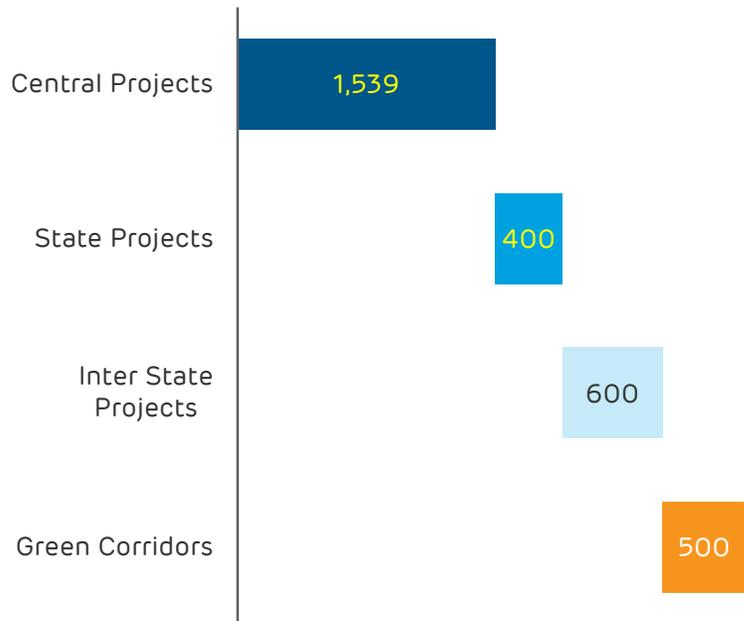 Central Projects
1,539
State Projects
400
Inter State
Projects
600
Green Corridors
500